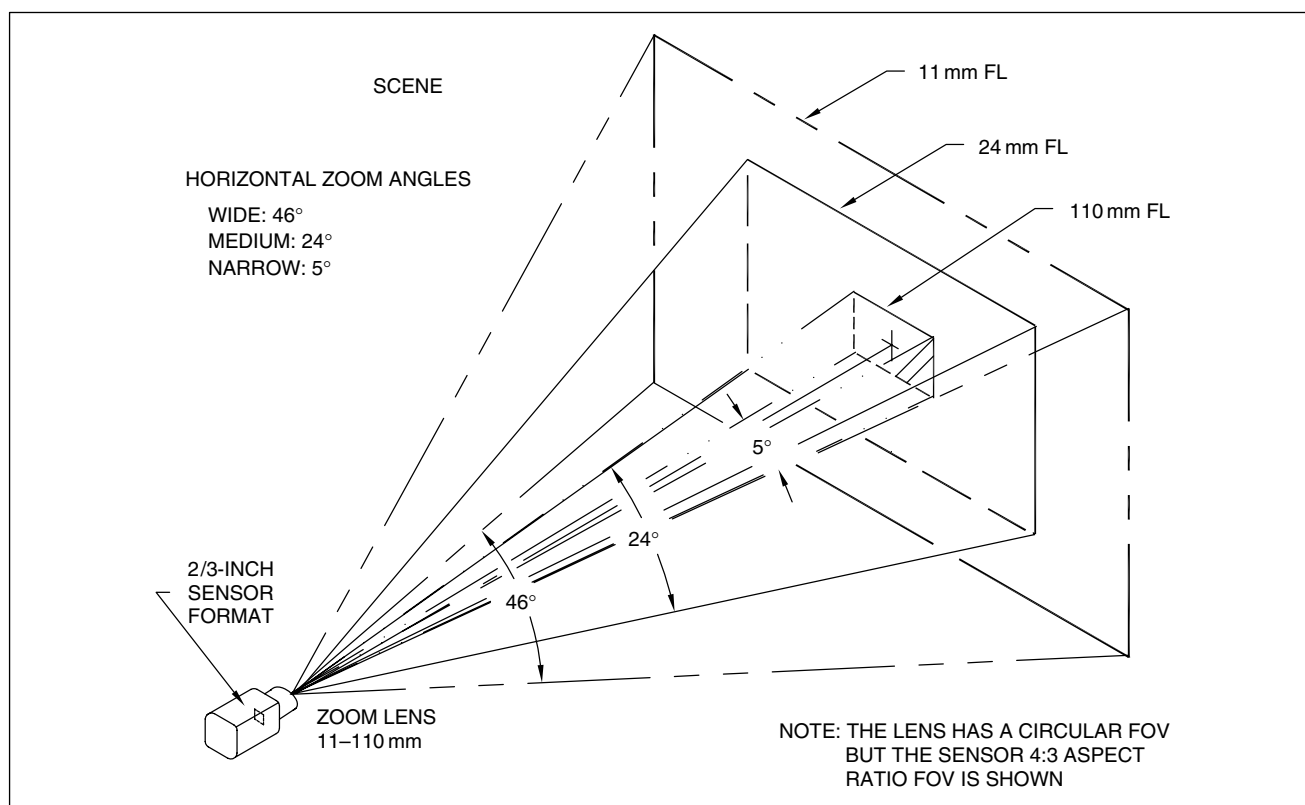 SCENE
11 mm FL
24 mm FL
110 mm FL
HORIZONTAL ZOOM ANGLES
WIDE: 46°
MEDIUM: 24°
NARROW: 5°
5°
24°
46°
2/3-INCH
SENSOR
FORMAT
ZOOM LENS
11–110 mm
NOTE: THE LENS HAS A CIRCULAR FOV
BUT THE SENSOR 4:3 ASPECT
RATIO FOV IS SHOWN